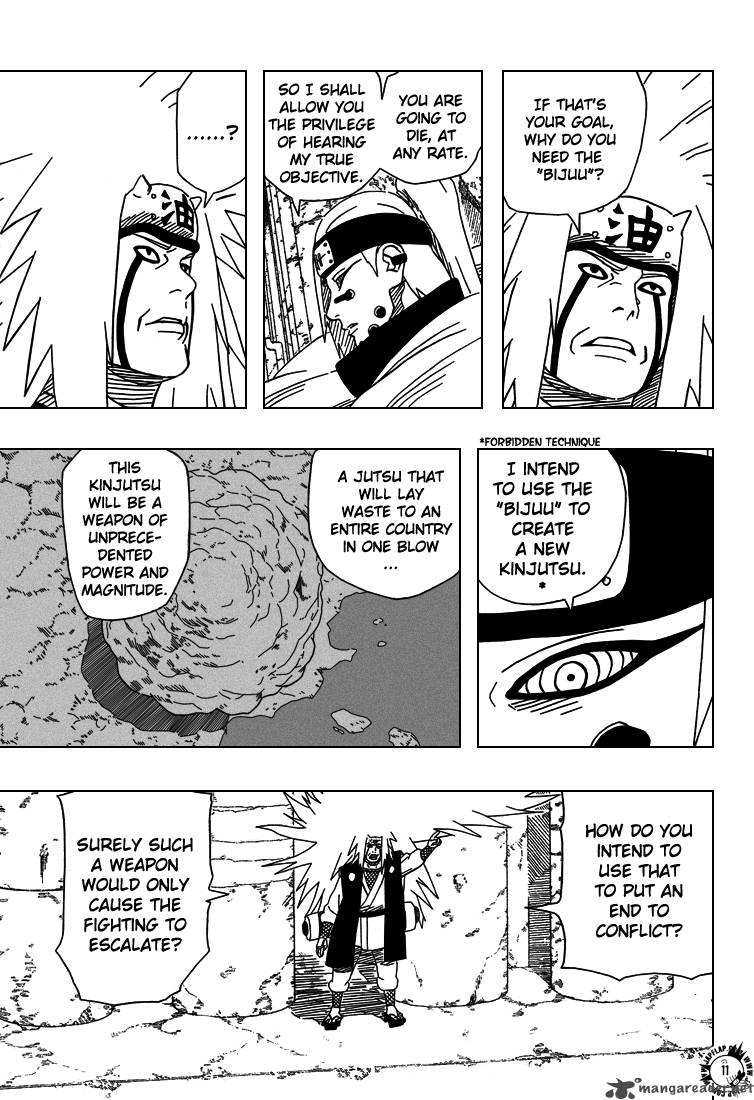 IF THAT'S
YOUR GOAL,
WHY DO YOU
NEED THE
"BIJUU"?
油
YOU ARE
GOING TO
DIE, AT
ANY RATE.
SO I SHALL
ALLOW YOU
THE PRIVILEGE
OF HEARING
MY TRUE
OBJECTIVE.
......?
油
*FORBIDDEN TECHNIQUE
I INTEND
TO USE THE
"BIJUU" TO
CREATE
A NEW
KINJUTSU.
*
A JUTSU THAT
WILL LAY
WASTE TO AN
ENTIRE COUNTRY
IN ONE BLOW
...
THIS
KINJUTSU
WILL BE A
WEAPON OF
UNPRECE-
DENTED
POWER AND
MAGNITUDE.
HOW DO YOU
INTEND TO
USE THAT
TO PUT AN
END TO
CONFLICT?
SURELY SUCH
A WEAPON
WOULD ONLY
CAUSE THE
FIGHTING TO
ESCALATE?
11
mangareader.net